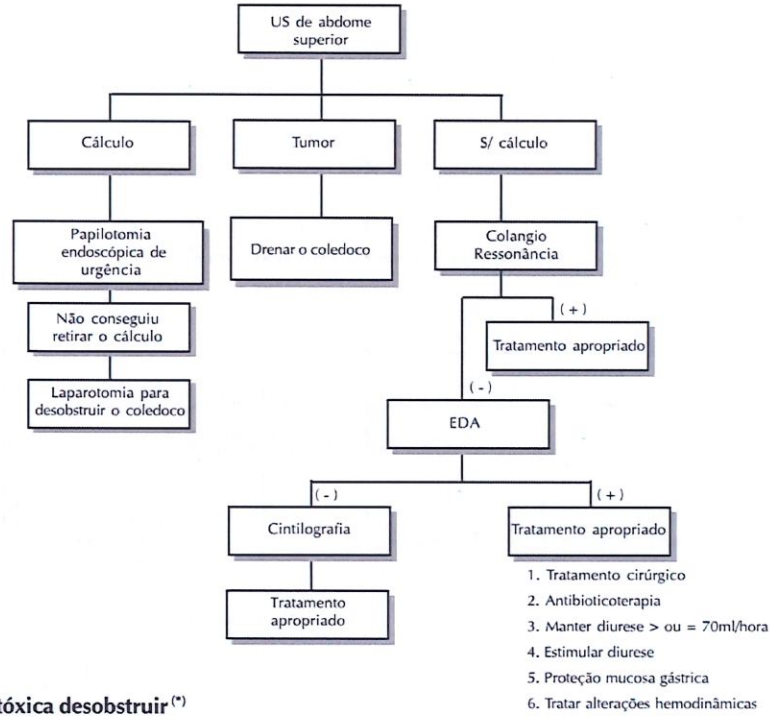 US de abdome
superior
Cálculo
Tumor
S/ cálculo
Papilotomia
endoscópica de
urgência
Drenar o coledoco
Colangio
Ressonância
Não conseguiu
retirar o cálculo
(+)
Tratamento apropriado
Laparotomia para
desobstruir o coledoco
(-)
EDA
(-)
(+)
Cintilografia
Tratamento apropriado
Tratamento
apropriado
1. Tratamento cirúrgico
2. Antibioticoterapia
3. Manter diurese > ou = 70ml/hora
4. Estimular diurese
5. Proteção mucosa gástrica
6. Tratar alterações hemodinâmicas
tóxica desobstruir (*)